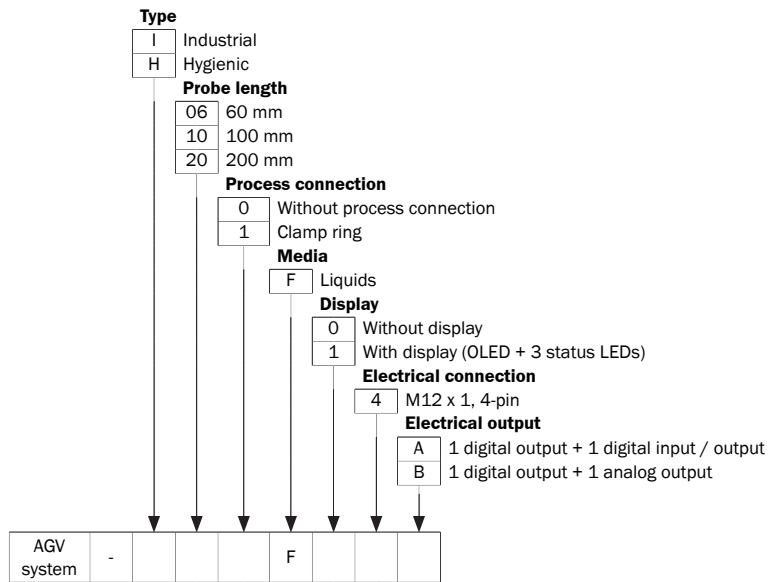 Type
I Industrial
H Hygienic
Probe length
06 60 mm
10 100 mm
20 200 mm
Process connection
0 Without process connection
1 Clamp ring
Media
F Liquids
Display
0 Without display
1 With display (OLED + 3 status LEDs)
Electrical connection
4 M12 x 1, 4-pin
Electrical output
A 1 digital output + 1 digital input / output
B 1 digital output + 1 analog output
AGV
system - F